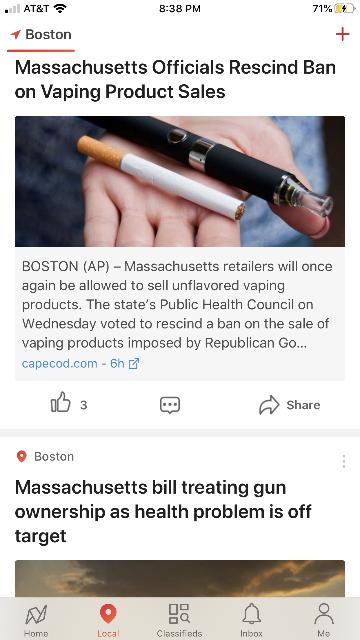 AT&T 8:38 PM 71%
Boston
Massachusetts Officials Rescind Ban
on Vaping Product Sales
BOSTON (AP) – Massachusetts retailers will once
again be allowed to sell unflavored vaping
products. The state's Public Health Council on
Wednesday voted to rescind a ban on the sale of
vaping products imposed by Republican Go...
capecod.com - 6h
3
Share
Boston
Massachusetts bill treating gun
ownership as health problem is off
target
Home Local Classifieds Inbox Me